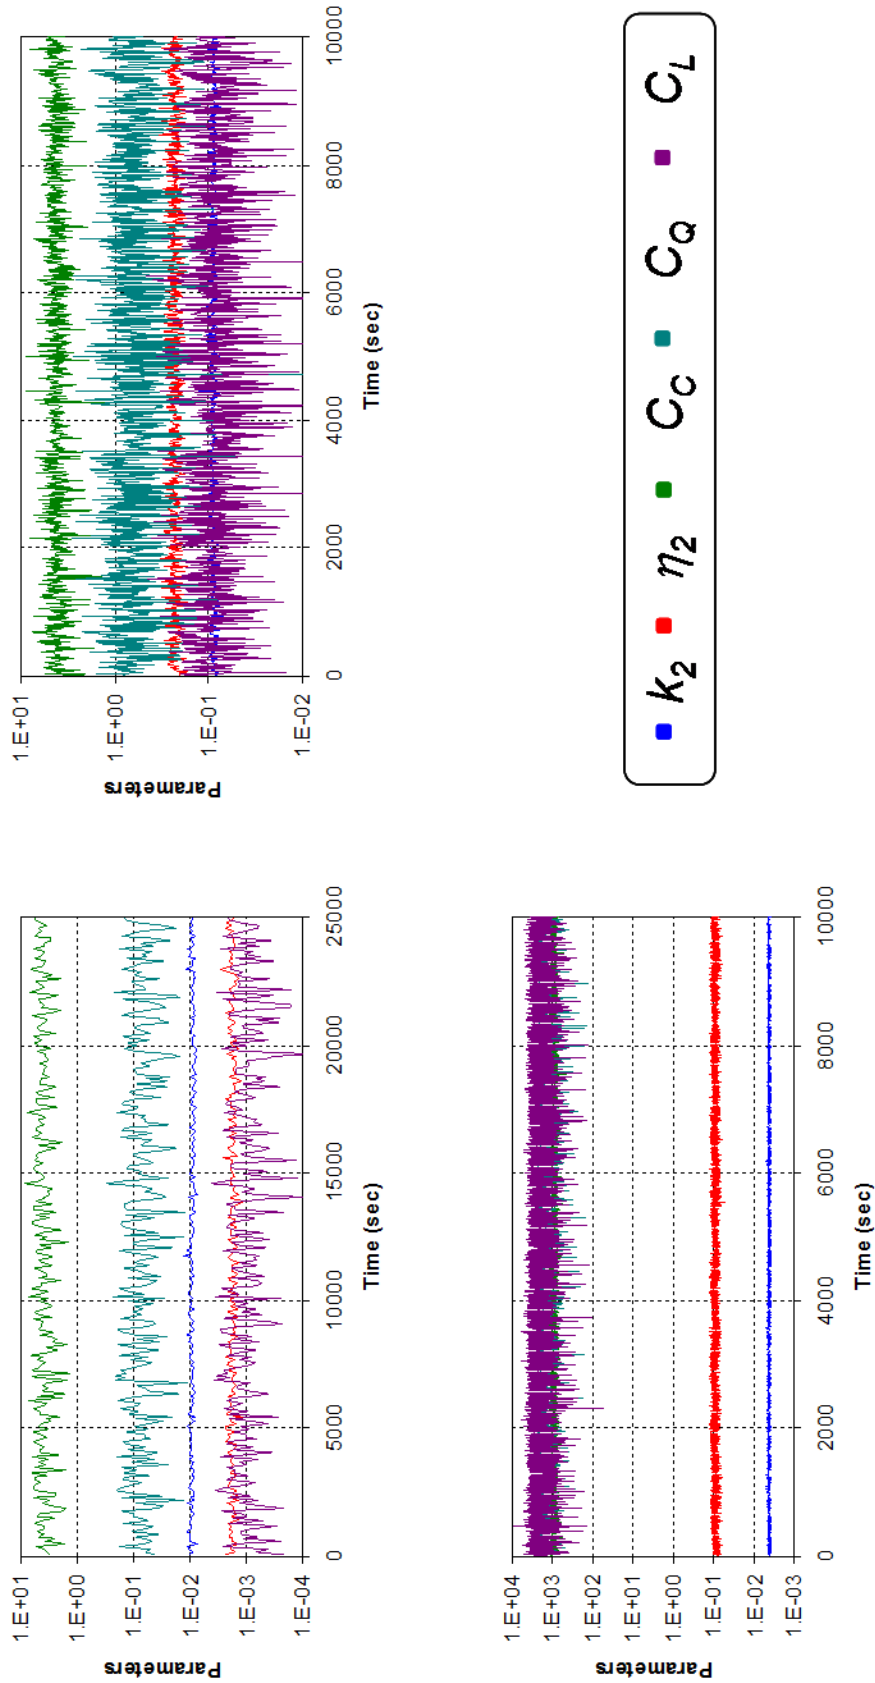 1.E+01
1.E+00
1.E-01
1.E-02
1.E-03
1.E-04
Parameters
0 5000 10000 15000 20000 25000
Time (sec)
1.E+01
1.E+00
1.E-01
1.E-02
Parameters
0 2000 4000 6000 8000 10000
Time (sec)
1.E+04
1.E+03
1.E+02
1.E+01
1.E+00
1.E-01
1.E-02
1.E-03
Parameters
0 2000 4000 6000 8000 10000
Time (sec)
k₂ η₂ C_C C_Q C_L